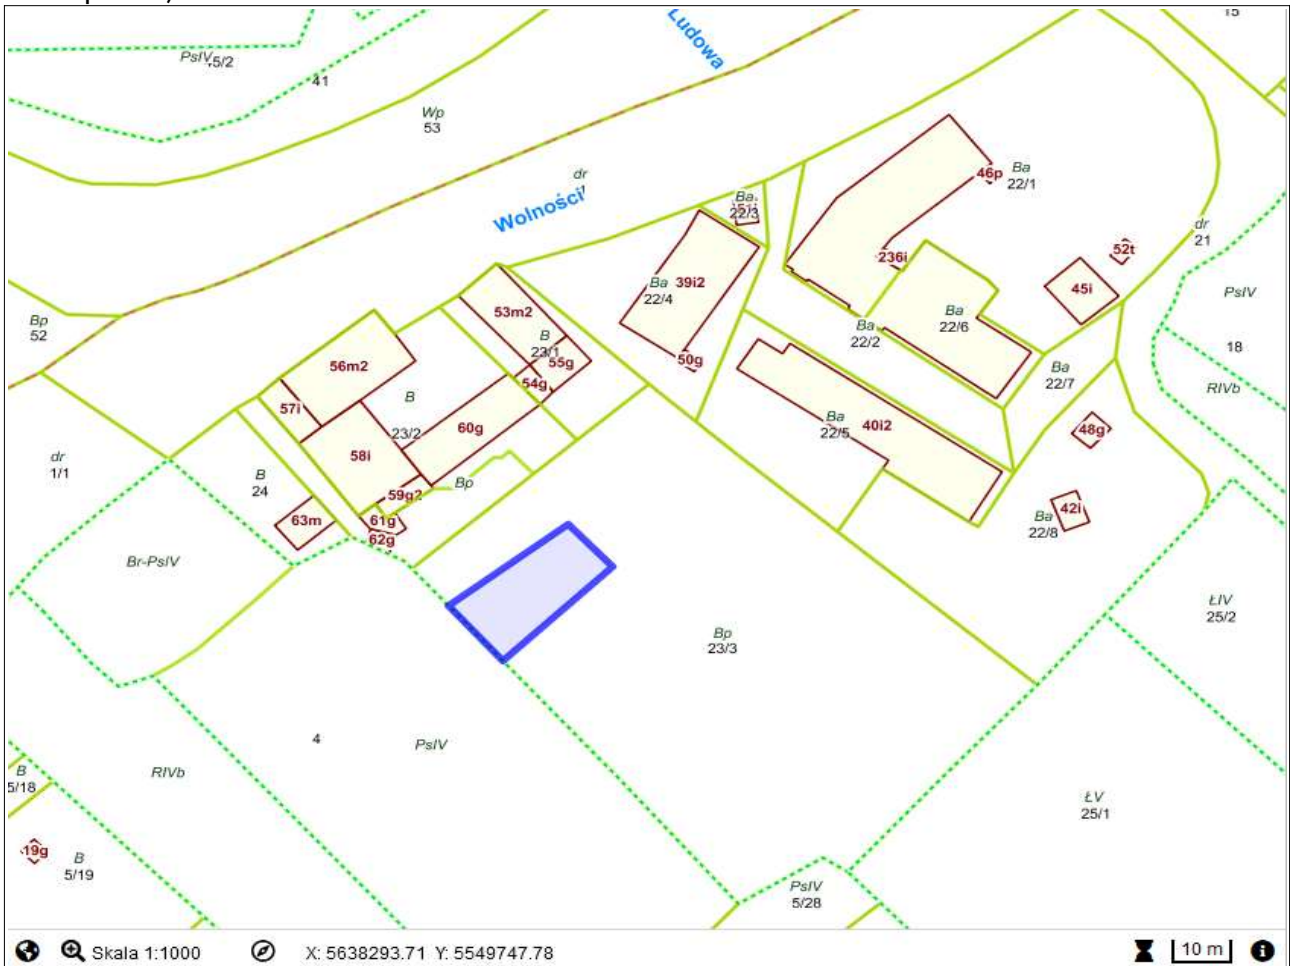 Ludowa
15
PsIV
45/2
41
Wp
53
dr
1
Wolności
Ba
22/3
46p
Ba
22/1
dr
21
52t
236i
45i
PsIV
18
RIVb
Bp
52
Ba
22/4
39i2
50g
Ba
22/2
Ba
22/6
Ba
22/7
53m2
B
23/1
55g
54g
56m2
57i
B
23/2
60g
58i
59g2
Bp
61g
62g
B
24
63m
dr
1/1
Br-PsIV
Ba
22/5
40i2
48g
Ba
22/8
42i
ŁIV
25/2
Bp
23/3
4
PsIV
RIVb
B
5/18
19g
B
5/19
ŁV
25/1
PsIV
5/28
Skala 1:1000
X: 5638293.71 Y: 5549747.78
10 m